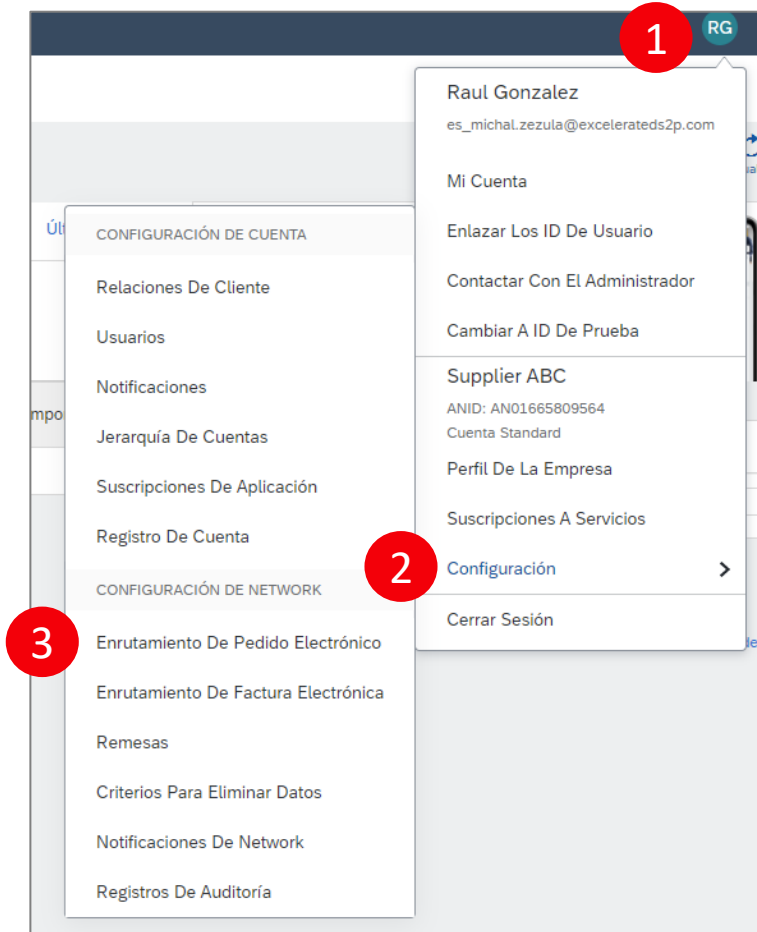 1
RG
Raul Gonzalez
es_michal.zezula@excelerateds2p.com
Mi Cuenta
Enlazar Los ID De Usuario
Contactar Con El Administrador
Cambiar A ID De Prueba
Supplier ABC
ANID: AN01665809564
Cuenta Standard
Perfil De La Empresa
Suscripciones A Servicios
2
Configuración
Cerrar Sesión
CONFIGURACIÓN DE CUENTA
Relaciones De Cliente
Usuarios
Notificaciones
Jerarquía De Cuentas
Suscripciones De Aplicación
Registro De Cuenta
CONFIGURACIÓN DE NETWORK
3
Enrutamiento De Pedido Electrónico
Enrutamiento De Factura Electrónica
Remesas
Criterios Para Eliminar Datos
Notificaciones De Network
Registros De Auditoría